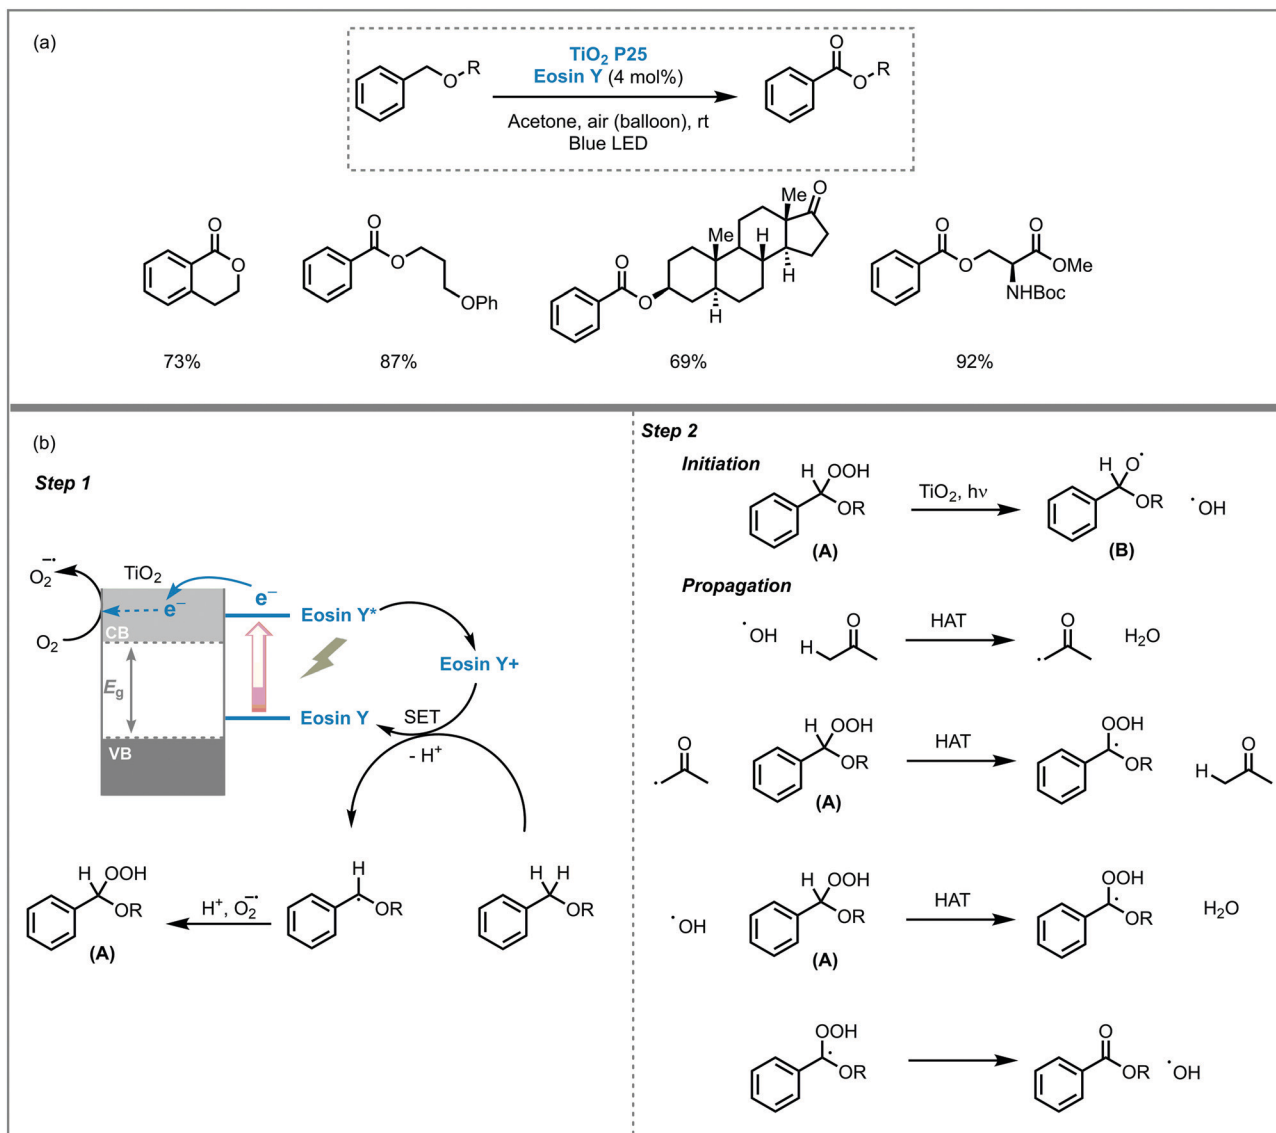 (a)
O R
TiO2 P25
Eosin Y (4 mol%)
Acetone, air (balloon), rt
Blue LED
O
O R
O
O
73%
O
O
OPh
87%
Me O
Me H
H
O
O
H
69%
O O
O OMe
NHBoc
92%
(b)
Step 1
O2−•
TiO2
e−
e−
Eosin Y*
O2
CB
Eosin Y+
Eg
SET
Eosin Y
VB
- H+
H OOH
OR
(A)
H+, O2−•
H
OR
H H
OR
Step 2
Initiation
H OOH
OR
(A)
TiO2, hν
H O•
OR
(B)
•OH
Propagation
•OH
H O
HAT
O
H2O
O
H OOH
OR
(A)
HAT
OOH
OR
H O
•OH
H OOH
OR
(A)
HAT
OOH
OR
H2O
OOH
OR
O
OR
•OH